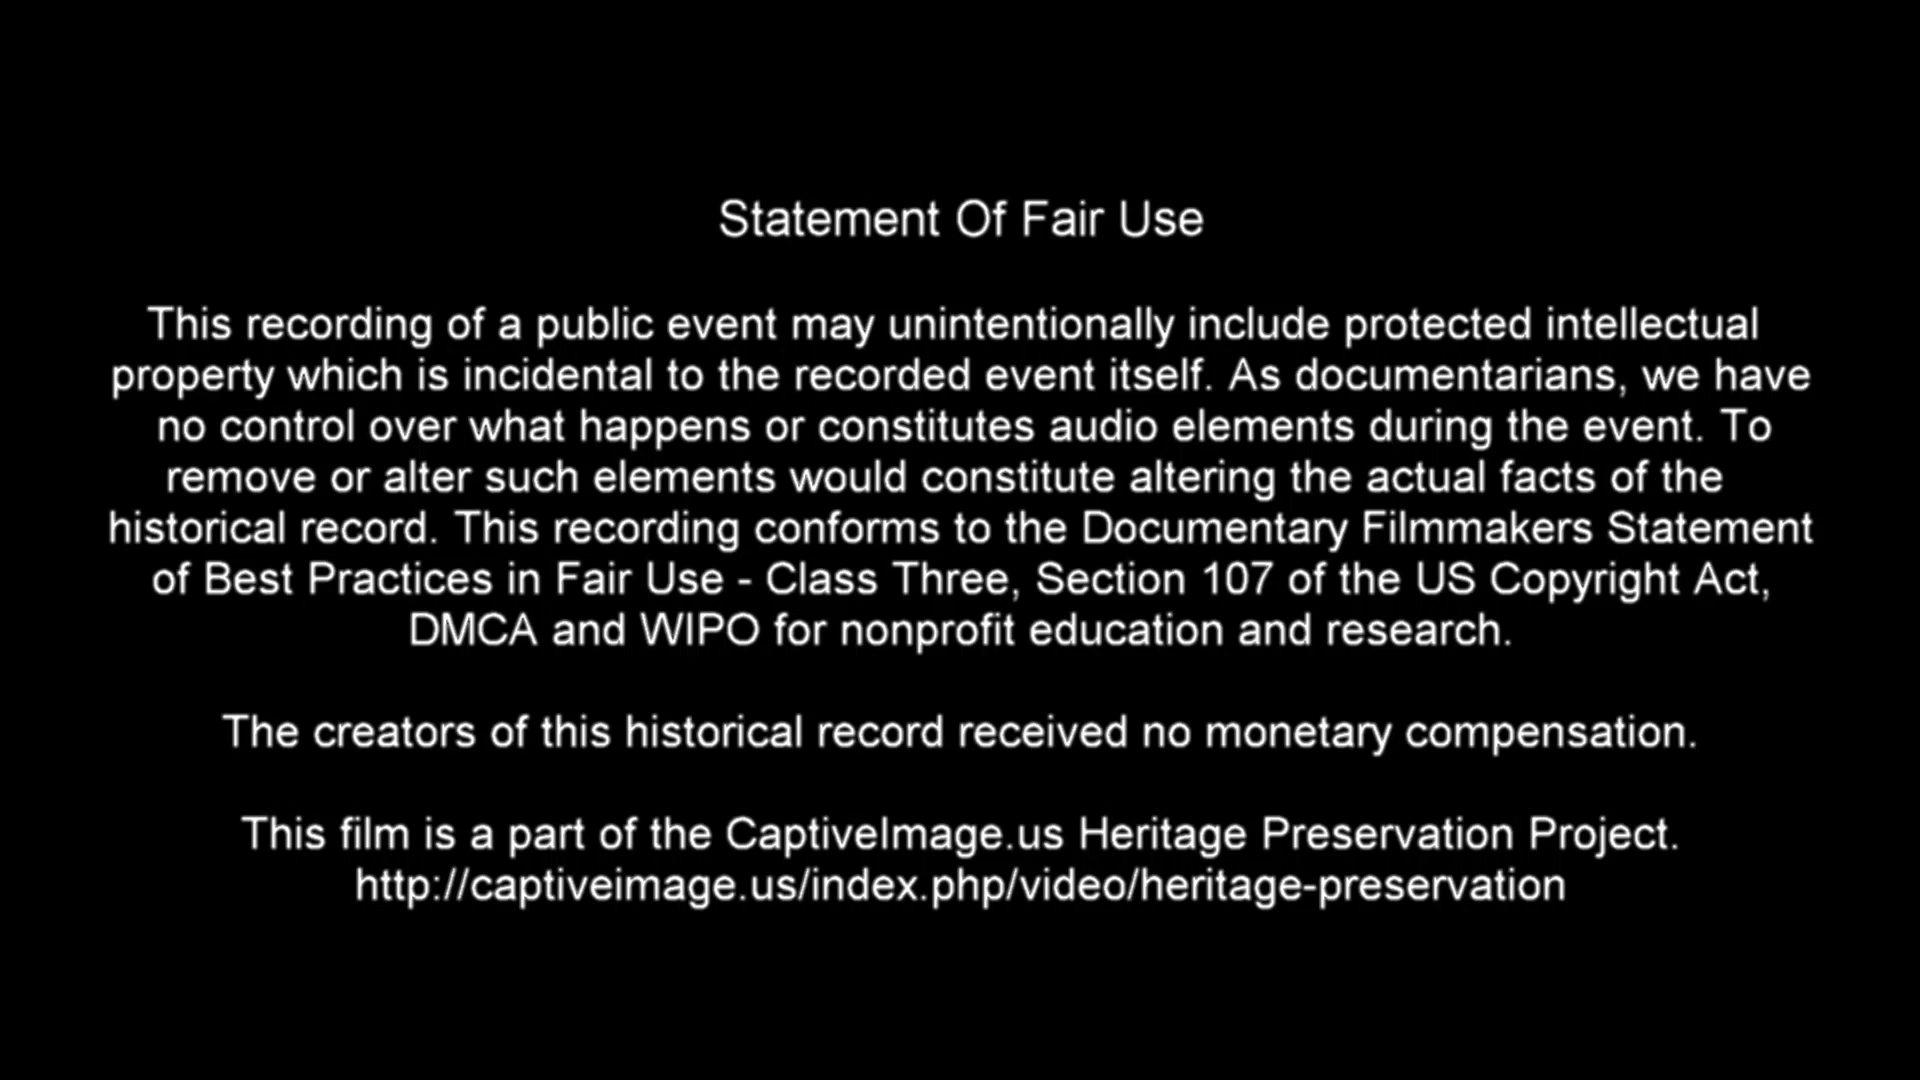 Statement Of Fair Use
This recording of a public event may unintentionally include protected intellectual
property which is incidental to the recorded event itself. As documentarians, we have
no control over what happens or constitutes audio elements during the event. To
remove or alter such elements would constitute altering the actual facts of the
historical record. This recording conforms to the Documentary Filmmakers Statement
of Best Practices in Fair Use - Class Three, Section 107 of the US Copyright Act,
DMCA and WIPO for nonprofit education and research.
The creators of this historical record received no monetary compensation.
This film is a part of the CaptiveImage.us Heritage Preservation Project.
http://captiveimage.us/index.php/video/heritage-preservation